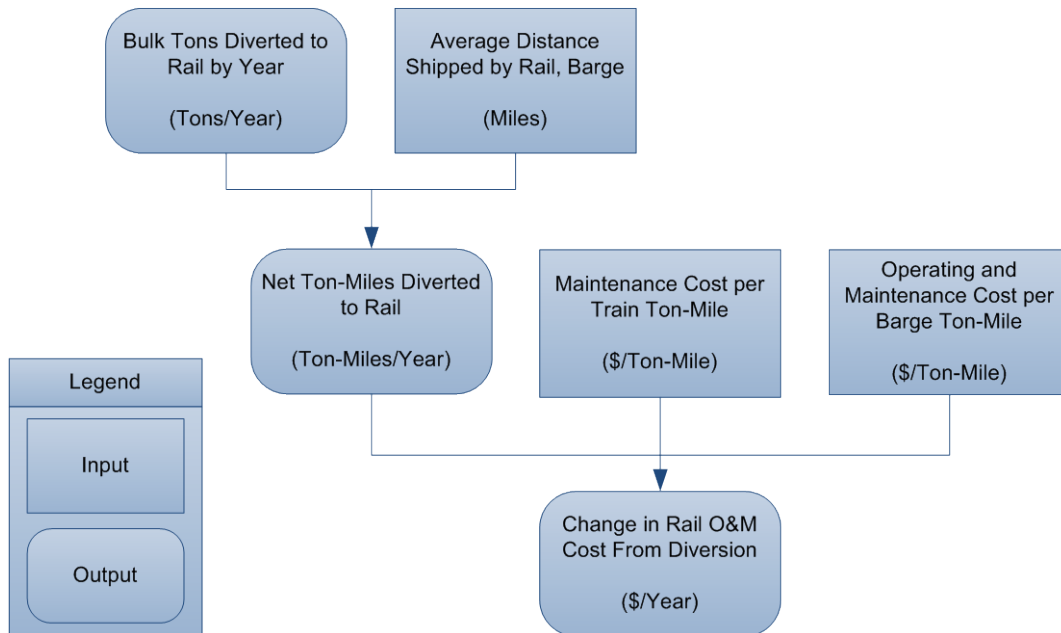 Bulk Tons Diverted to
Rail by Year
(Tons/Year)
Average Distance
Shipped by Rail, Barge
(Miles)
Net Ton-Miles Diverted
to Rail
(Ton-Miles/Year)
Maintenance Cost per
Train Ton-Mile
($/Ton-Mile)
Operating and
Maintenance Cost per
Barge Ton-Mile
($/Ton-Mile)
Legend
Input
Output
Change in Rail O&M
Cost From Diversion
($/Year)